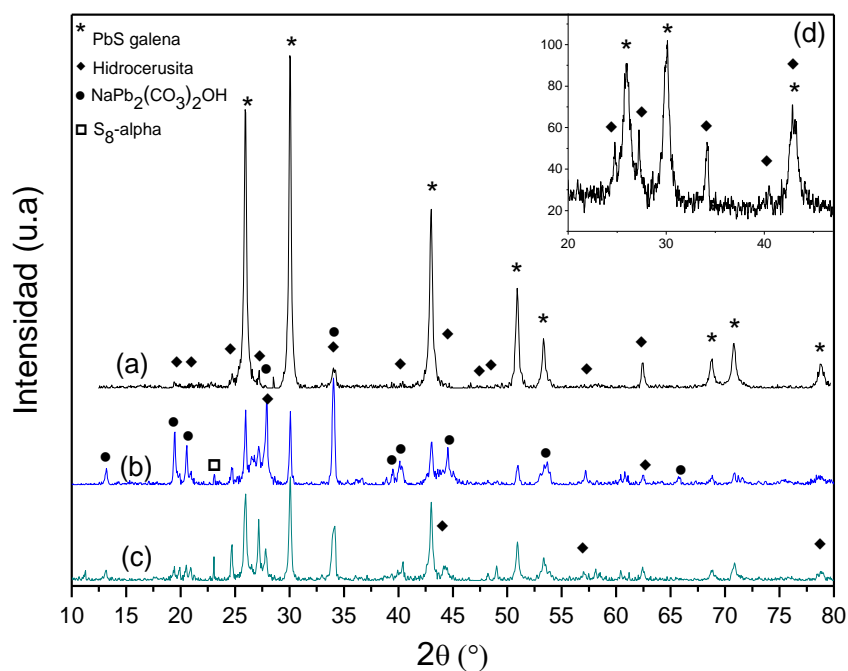 * PbS galena
◆ Hidrocerusita
● NaPb2(CO3)2OH
□ S8-alpha
(d)
100
80
60
40
20
20 30 40
Intensidad (u.a)
(a)
(b)
(c)
10 15 20 25 30 35 40 45 50 55 60 65 70 75 80
2θ (°)